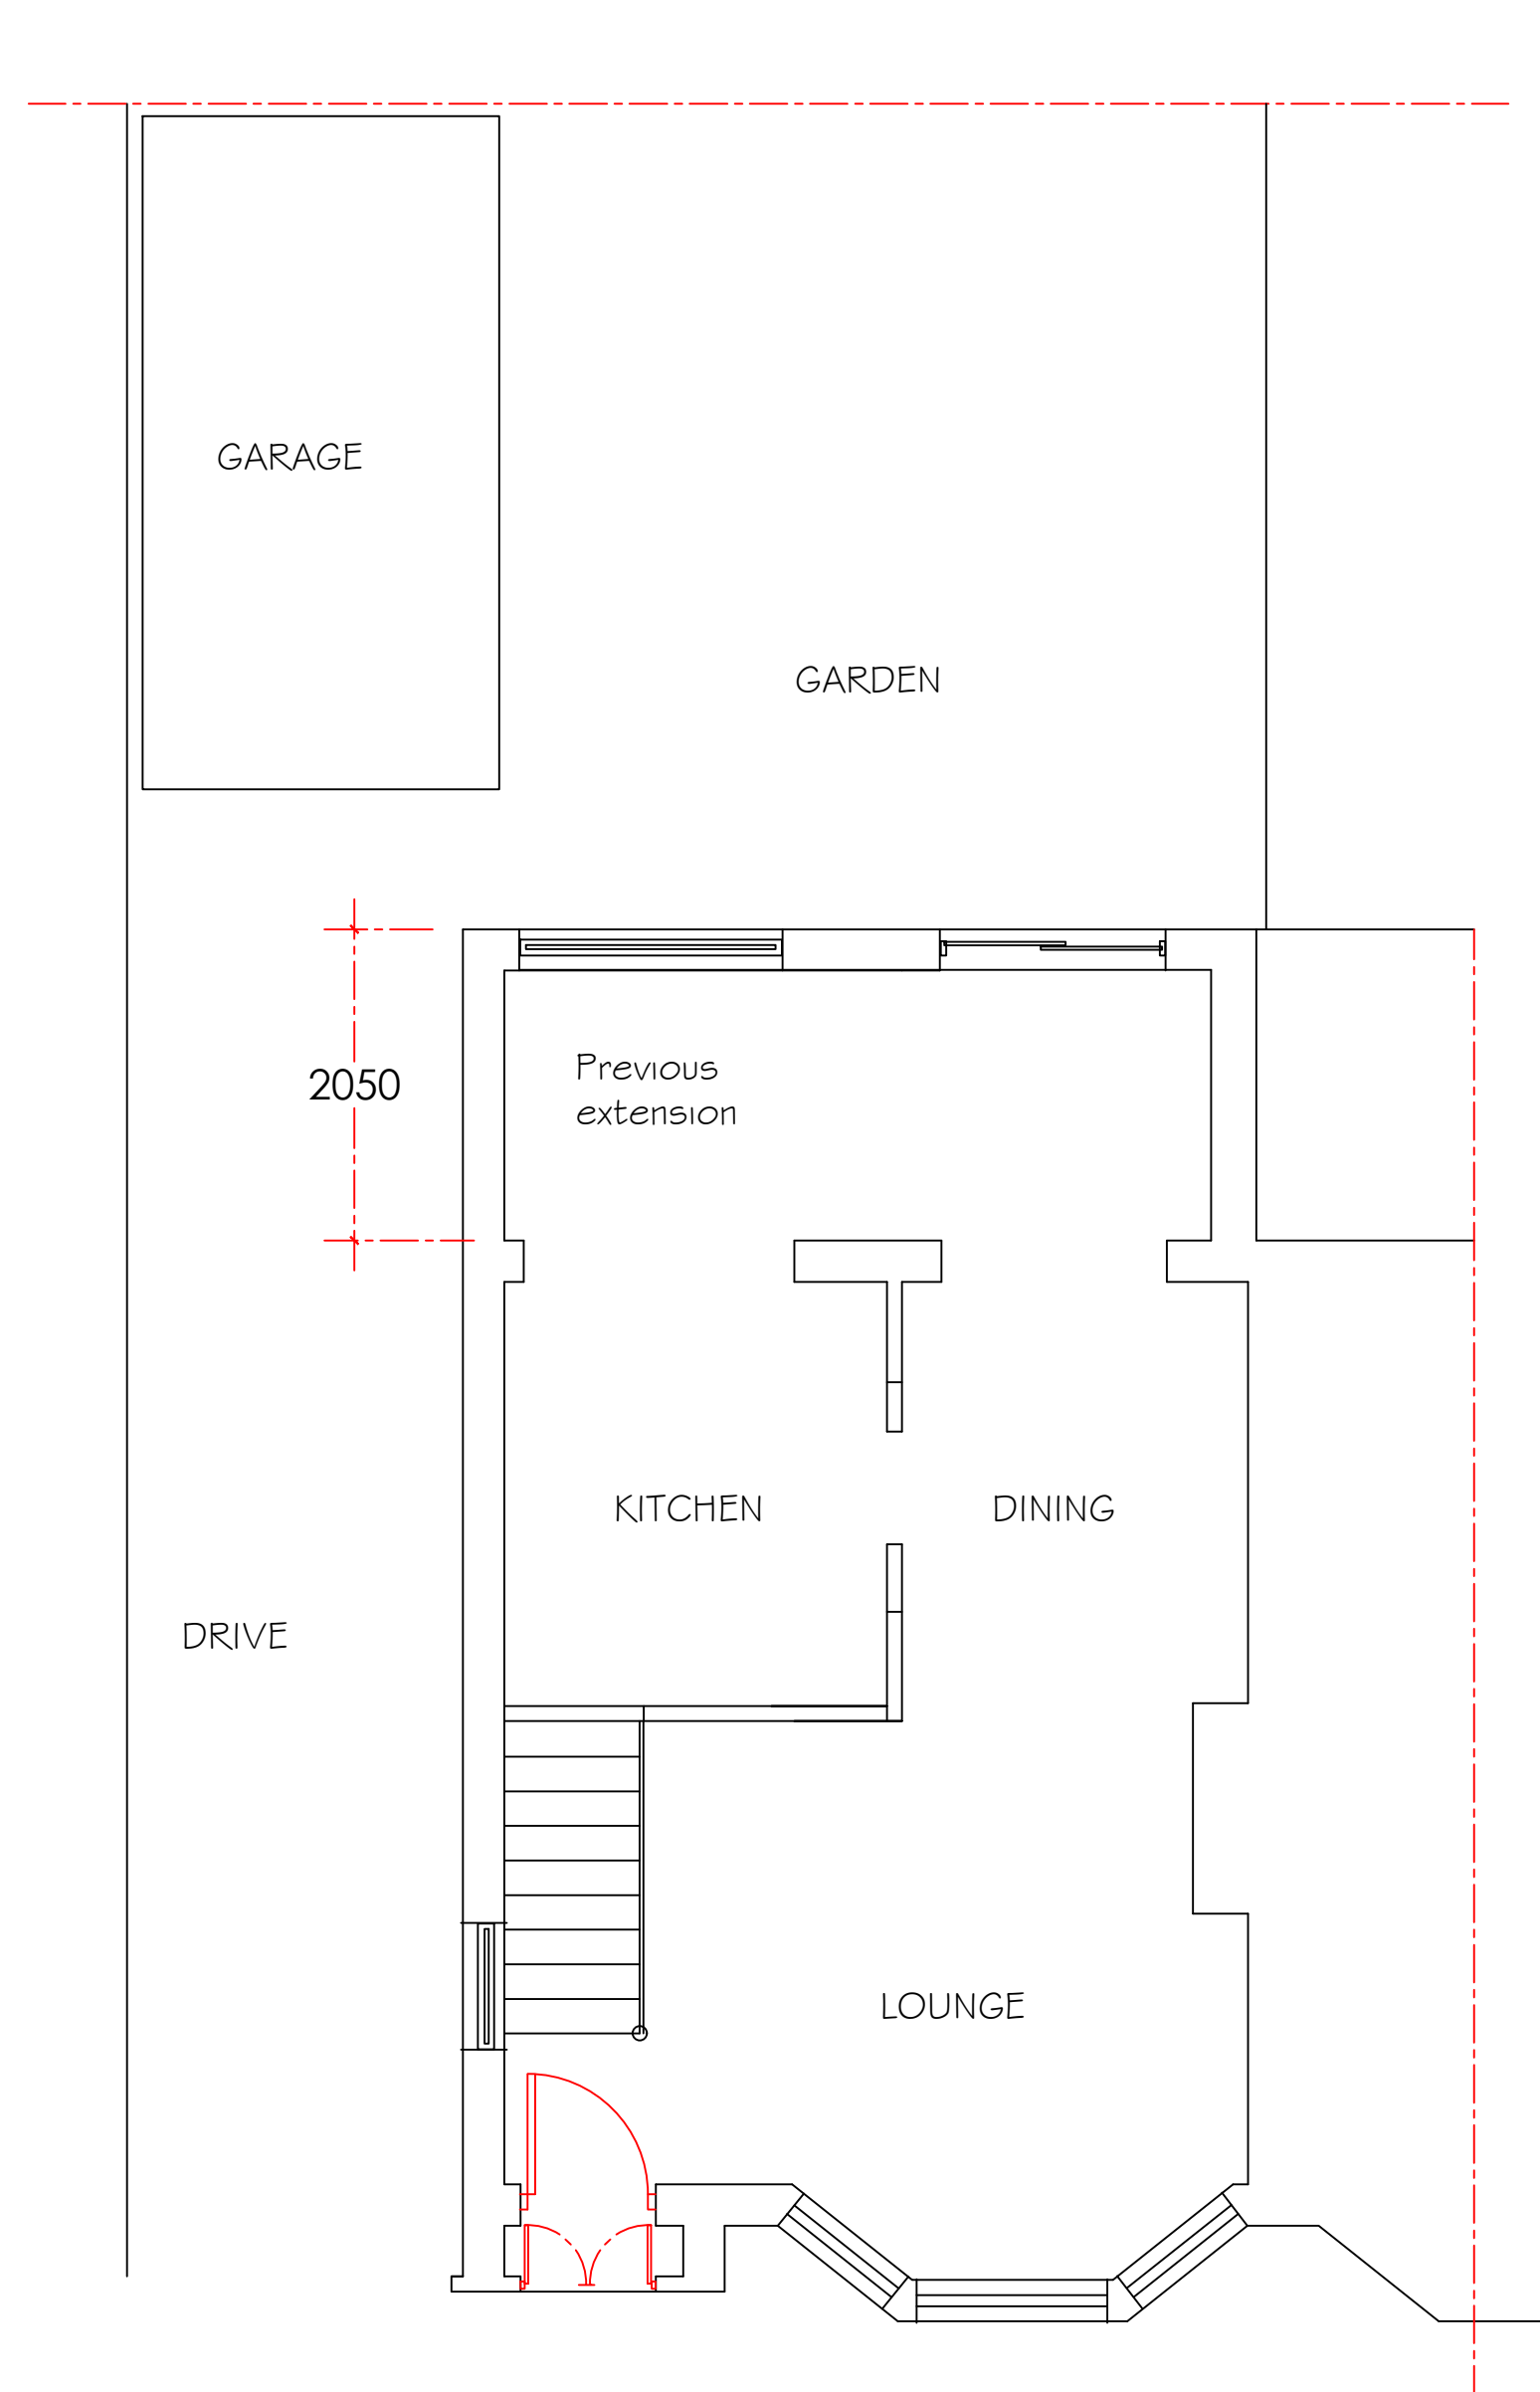 GARAGE
GARDEN
2050
Previous
extension
KITCHEN
DINING
DRIVE
LOUNGE